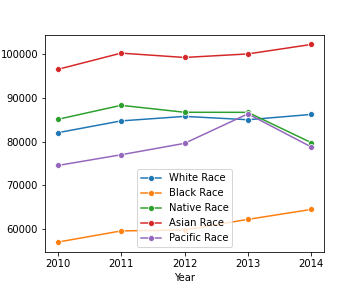 100000
90000
80000
70000
60000
White Race
Black Race
Native Race
Asian Race
Pacific Race
2010 2011 2012 2013 2014
Year